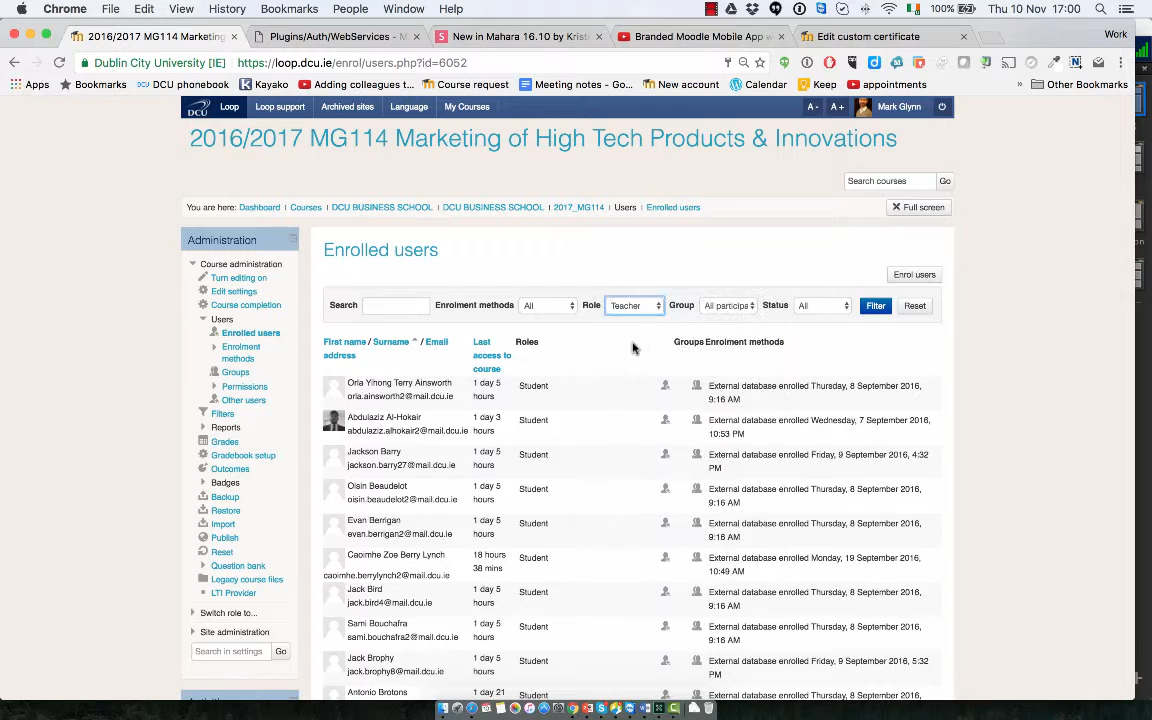 Chrome File Edit View History Bookmarks People Window Help 100% Thu 10 Nov 17:00
2016/2017 MG114 Marketing Plugins/Auth/WebServices - M New in Mahara 16.10 by Kristi Branded Moodle Mobile App w Edit custom certificate Work
Dublin City University [IE] https://loop.dcu.ie/enrol/users.php?id=6052
Apps Bookmarks DCU phonebook Kayako Adding colleagues t... Course request Meeting notes - Goo... New account Calendar Keep appointments » Other Bookmarks
DCU Loop Loop support Archived sites Language My Courses A - A + Mark Glynn
2016/2017 MG114 Marketing of High Tech Products & Innovations
Search courses Go
You are here: Dashboard Courses DCU BUSINESS SCHOOL DCU BUSINESS SCHOOL 2017_MG114 Users Enrolled users Full screen
Administration
Course administration
Turn editing on
Edit settings
Course completion
Users
Enrolled users
Enrolment
methods
Groups
Permissions
Other users
Filters
Reports
Grades
Gradebook setup
Outcomes
Badges
Backup
Restore
Import
Publish
Reset
Question bank
Legacy course files
LTI Provider
Switch role to...
Site administration
Search in settings Go
Enrolled users
Enrol users
Search Enrolment methods All Role Teacher Group All participa Status All Filter Reset
First name / Surname / Email
address
Last
access to
course
Roles
Groups Enrolment methods
Orla Yihong Terry Ainsworth 1 day 5 Student External database enrolled Thursday, 8 September 2016,
orla.ainsworth2@mail.dcu.ie hours 9:16 AM
Abdulaziz Al-Hokair 1 day 3 Student External database enrolled Wednesday, 7 September 2016,
abdulaziz.alhokair2@mail.dcu.ie hours 10:53 PM
Jackson Barry 1 day 5 Student External database enrolled Friday, 9 September 2016, 4:32
jackson.barry27@mail.dcu.ie hours PM
Oisin Beaudelot 1 day 5 Student External database enrolled Thursday, 8 September 2016,
oisin.beaudelot2@mail.dcu.ie hours 9:16 AM
Evan Berrigan 1 day 5 Student External database enrolled Thursday, 8 September 2016,
evan.berrigan2@mail.dcu.ie hours 9:16 AM
Caoimhe Zoe Berry Lynch 18 hours Student External database enrolled Monday, 19 September 2016,
caoimhe.berrylynch2@mail.dcu.ie 38 mins 10:49 AM
Jack Bird 1 day 5 Student External database enrolled Thursday, 8 September 2016,
jack.bird4@mail.dcu.ie hours 9:16 AM
Sami Bouchafra 1 day 5 Student External database enrolled Thursday, 8 September 2016,
sami.bouchafra2@mail.dcu.ie hours 9:16 AM
Jack Brophy 1 day 5 Student External database enrolled Friday, 9 September 2016, 5:32
jack.brophy8@mail.dcu.ie hours PM
Antonio Brotons 1 day 21 Student External database enrolled Thursday, 8 September 2016,